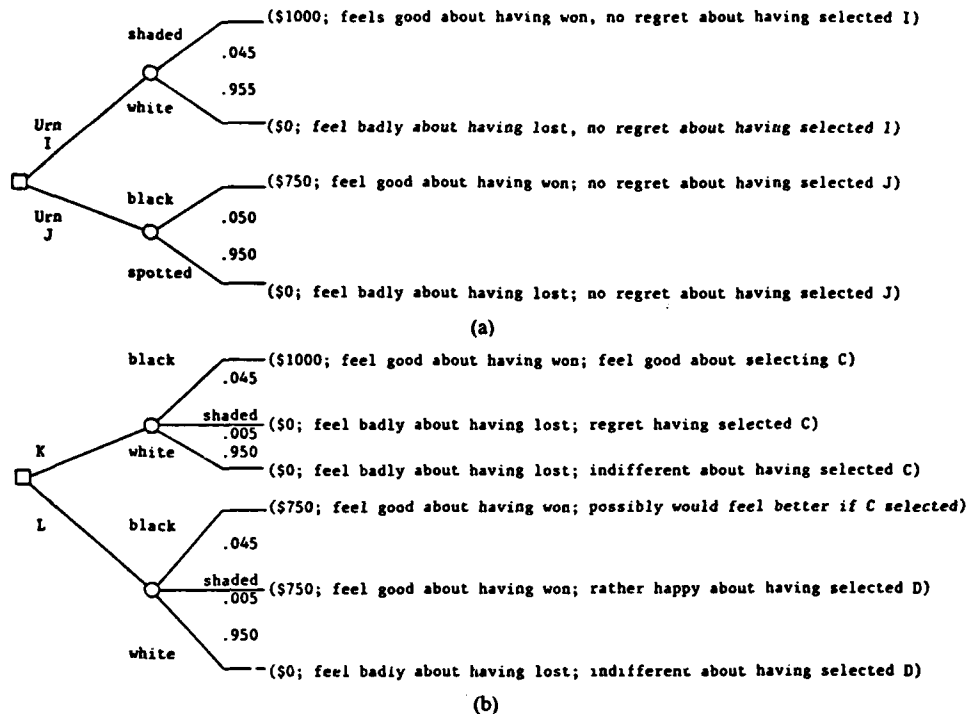 ($1000; feels good about having won, no regret about having selected I)
shaded
.045
.955
white
Urn
I
($0; feel badly about having lost, no regret about having selected I)
($750; feel good about having won; no regret about having selected J)
black
Urn
J
.050
.950
spotted
($0; feel badly about having lost; no regret about having selected J)
(a)
black
($1000; feel good about having won; feel good about selecting C)
.045
shaded
($0; feel badly about having lost; regret having selected C)
.005
K
white
.950
($0; feel badly about having lost; indifferent about having selected C)
($750; feel good about having won; possibly would feel better if C selected)
L
black
.045
shaded
($750; feel good about having won; rather happy about having selected D)
.005
.950
white
($0; feel badly about having lost; indifferent about having selected D)
(b)